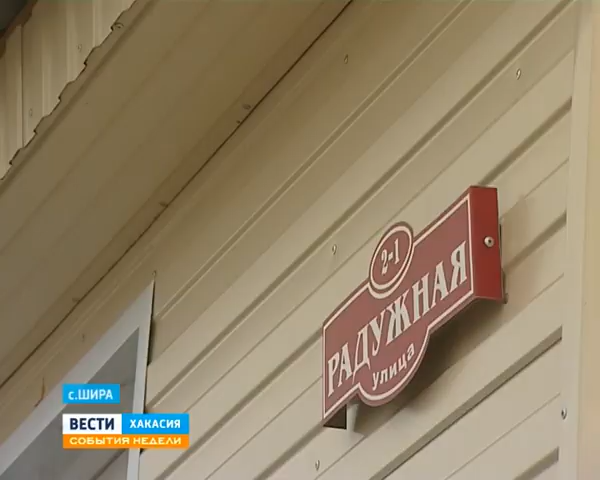 2-1
РАДУЖНАЯ
улица
с.ШИРА
ВЕСТИ ХАКАСИЯ
СОБЫТИЯ НЕДЕЛИ